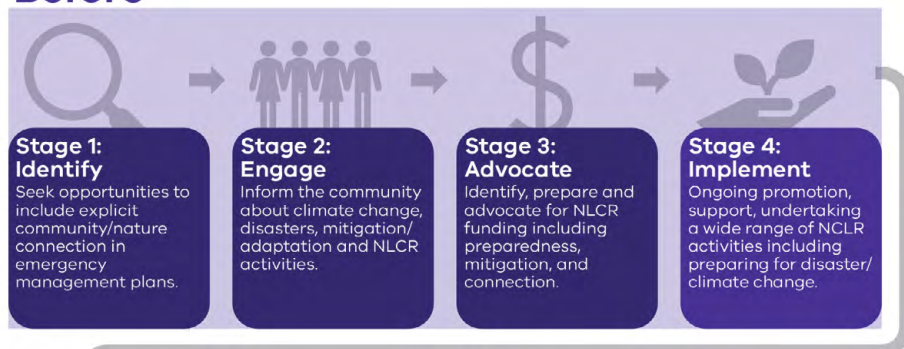 Before
Stage 1:
Identify
Seek opportunities to
include explicit
community/nature
connection in
emergency
management plans.
Stage 2:
Engage
Inform the community
about climate change,
disasters, mitigation/
adaptation and NLCR
activities.
Stage 3:
Advocate
Identify, prepare and
advocate for NLCR
funding including
preparedness,
mitigation, and
connection.
Stage 4:
Implement
Ongoing promotion,
support, undertaking
a wide range of NCLR
activities including
preparing for disaster/
climate change.